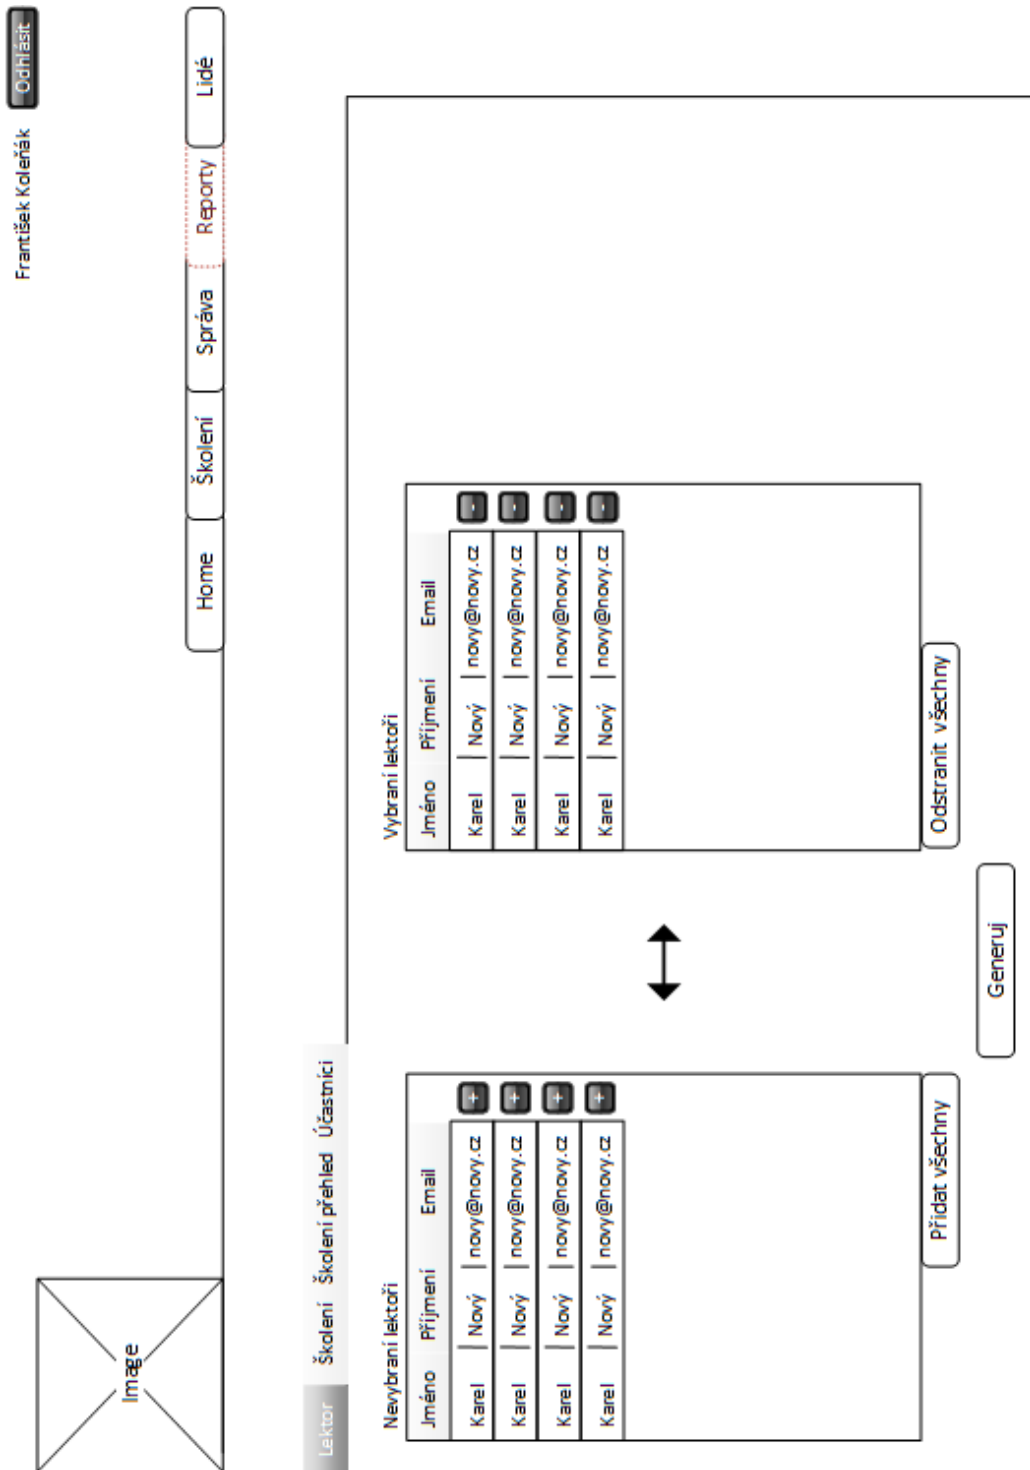 František Koleňák Odhlásit
Image
Home Školení Správa Reporty Lidé
Lektor Školení Školení přehled Účastníci
Nevybraní lektoři
Jméno Příjmení Email
Karel Nový novy@novy.cz +
Karel Nový novy@novy.cz +
Karel Nový novy@novy.cz +
Karel Nový novy@novy.cz +
Přidat všechny
Vybraní lektoři
Jméno Příjmení Email
Karel Nový novy@novy.cz -
Karel Nový novy@novy.cz -
Karel Nový novy@novy.cz -
Karel Nový novy@novy.cz -
Odstranit všechny
Generuj